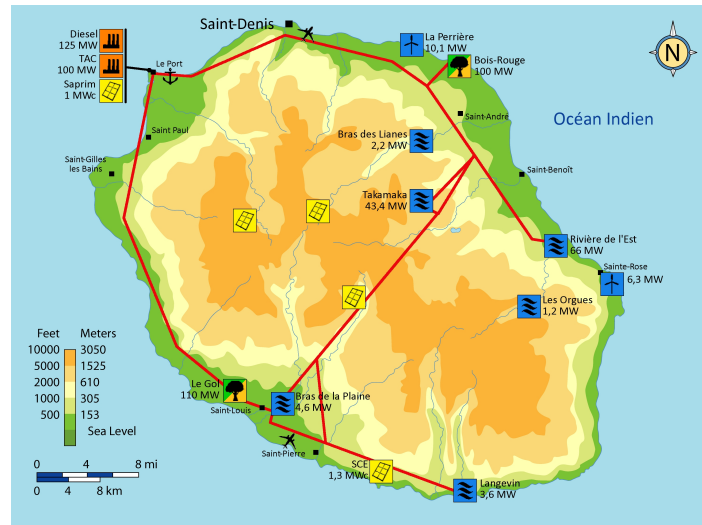 Saint-Denis
Diesel
125 MW
TAC
100 MW
Saprim
1 MWc
Le Port
La Perrière
10,1 MW
Bois-Rouge
100 MW
N
Océan Indien
Saint Paul
Saint-André
Bras des Lianes
2,2 MW
Saint-Gilles
les Bains
Saint-Benoît
Takamaka
43,4 MW
Rivière de l'Est
66 MW
Sainte-Rose
6,3 MW
Les Orgues
1,2 MW
Feet Meters
10000 3050
5000 1525
2000 610
1000 305
500 153
Sea Level
Le Gol
110 MW
Saint-Louis
Bras de la Plaine
4,6 MW
Saint-Pierre
SCE
1,3 MWc
Langevin
3,6 MW
0 4 8 mi
0 4 8 km